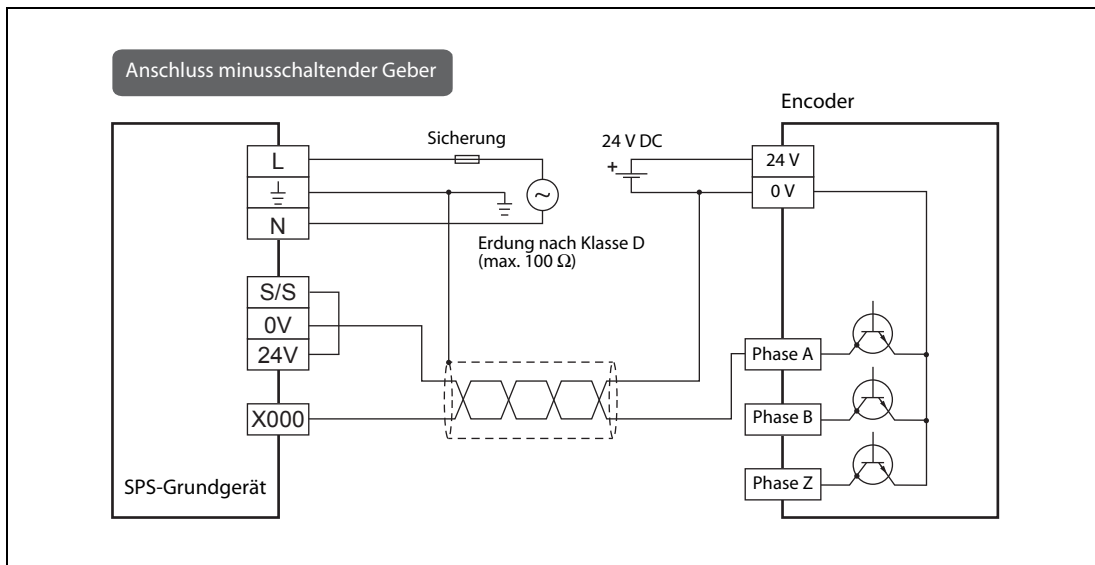 Anschluss minusschaltender Geber
Encoder
Sicherung
24 V DC
L
24 V
+
0 V
N
~
Erdung nach Klasse D
(max. 100 Ω)
S/S
0V
24V
Phase A
X000
Phase B
SPS-Grundgerät
Phase Z